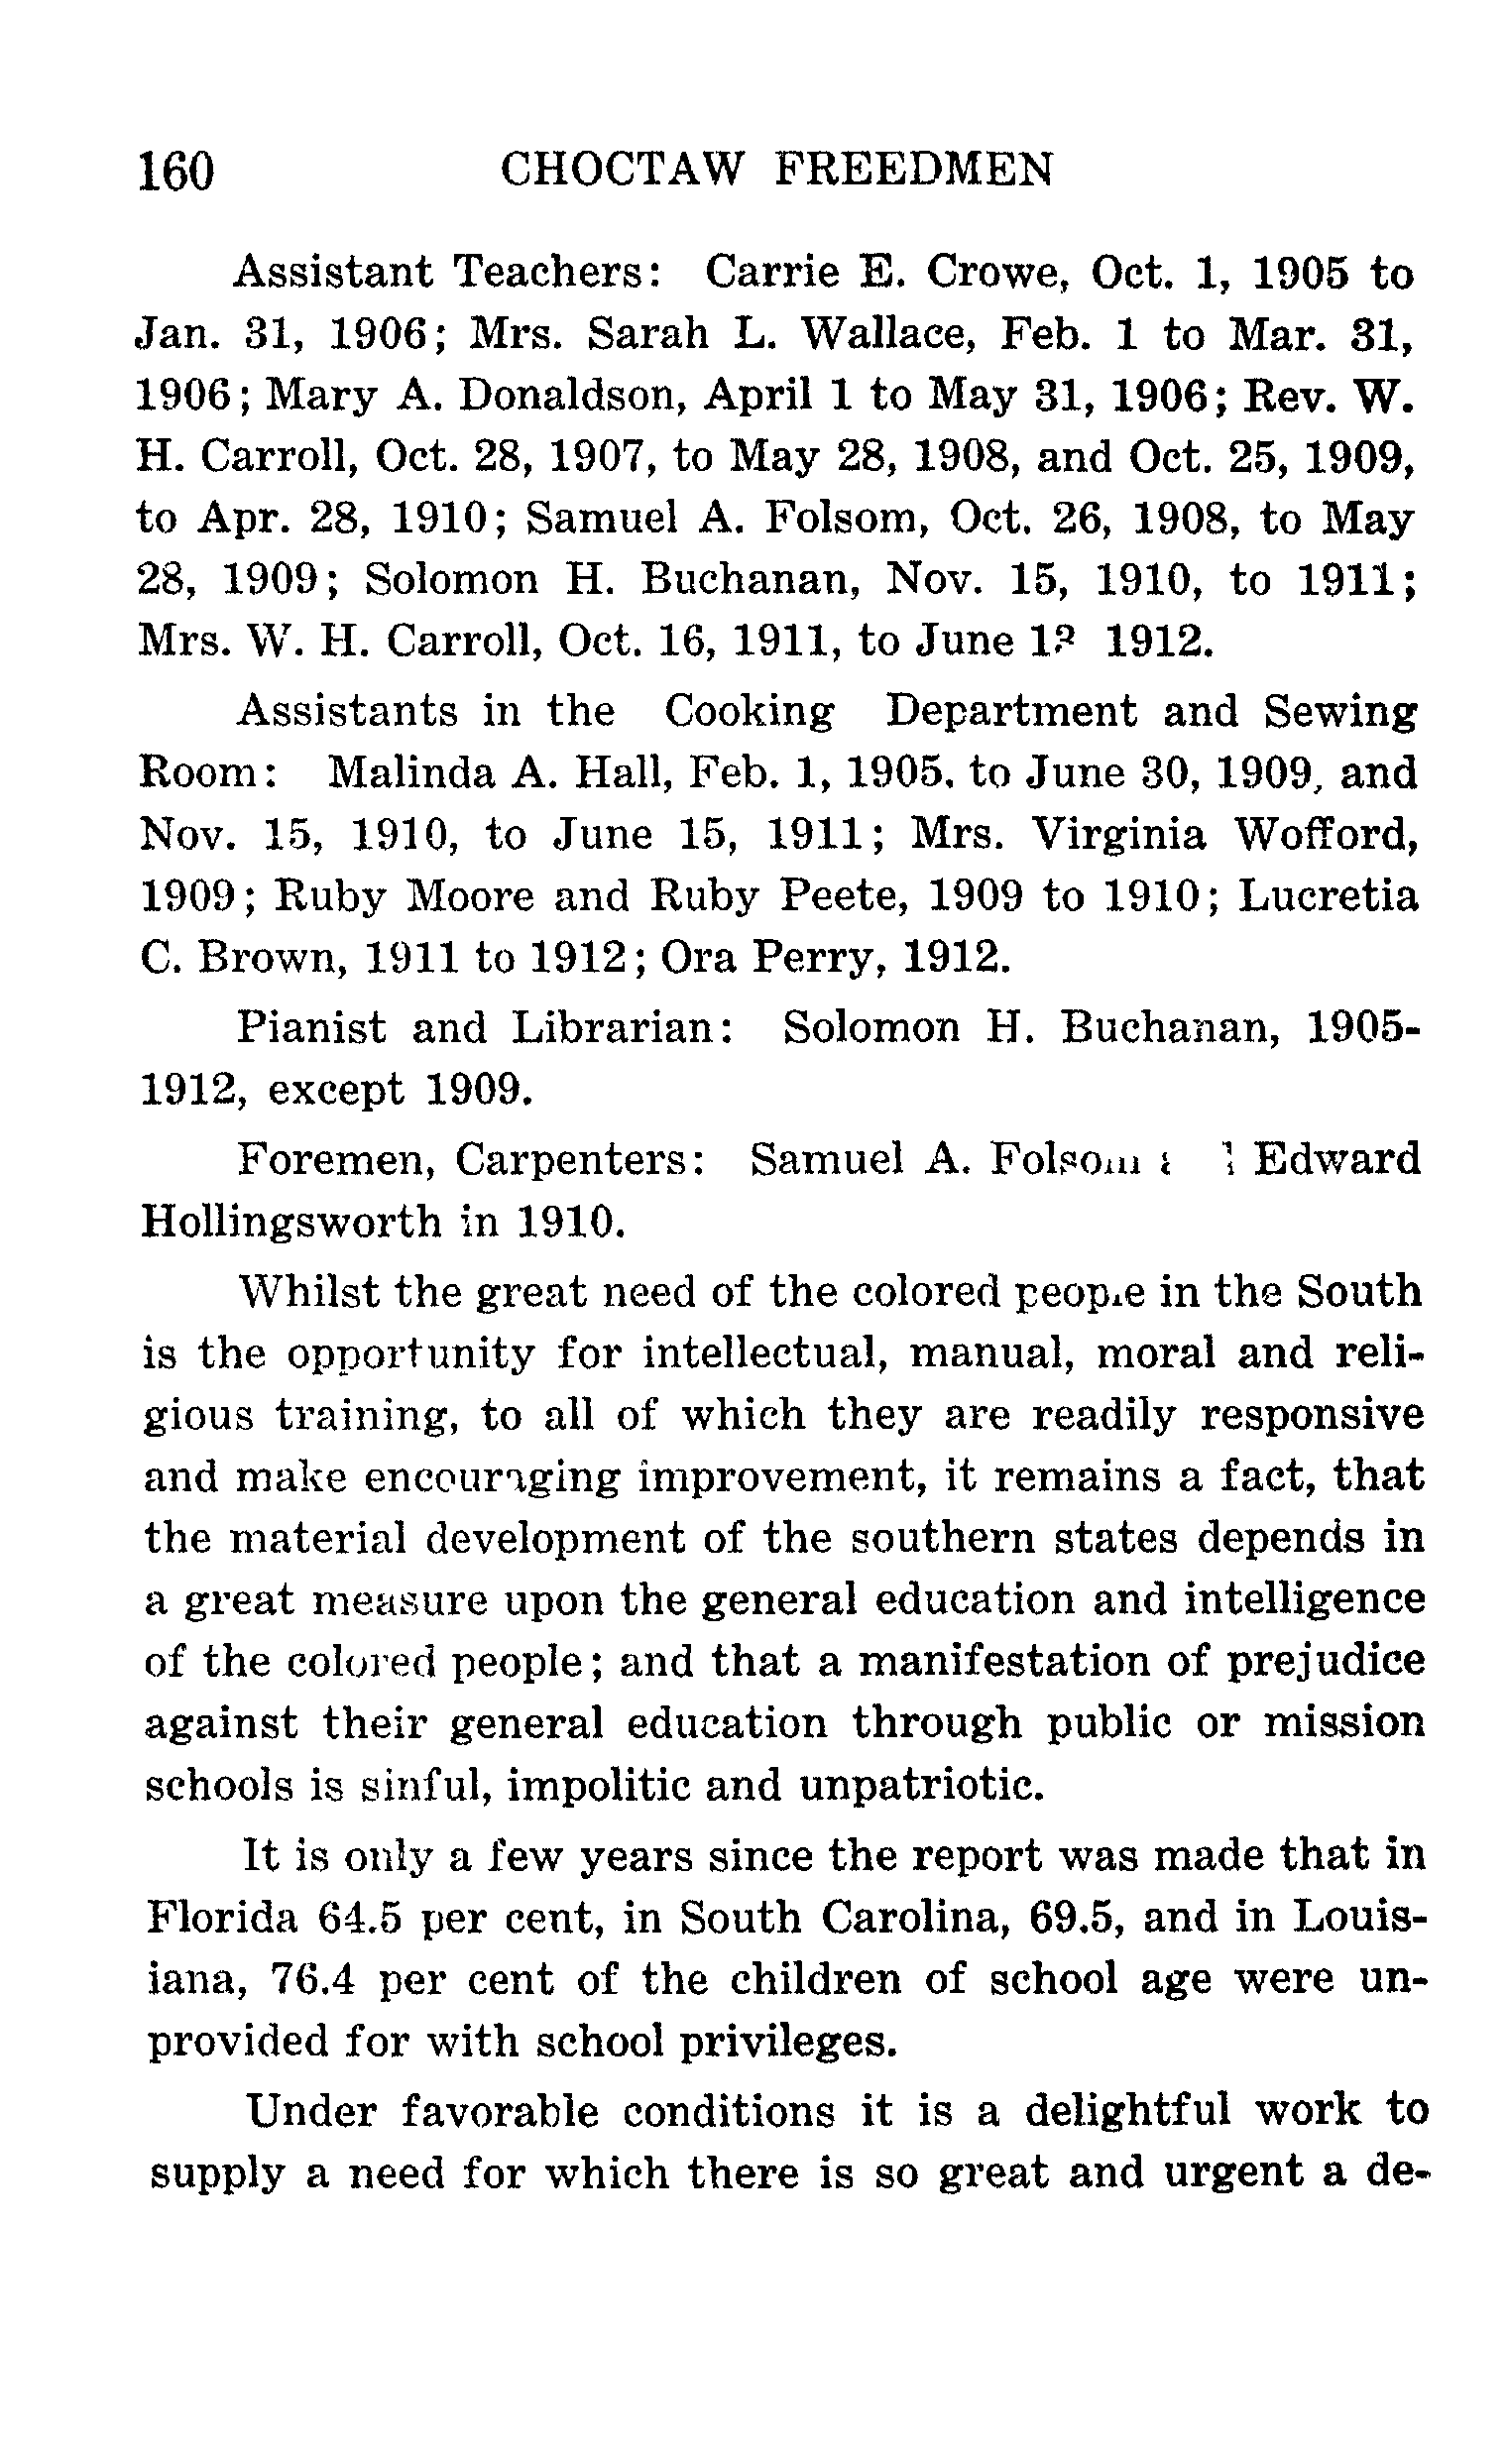 160 CHOCTAW FREEDMEN
Assistant Teachers: Carrie E. Crowe, Oct. 1, 1905 to
Jan. 31, 1906; Mrs. Sarah L. Wallace, Feb. 1 to Mar. 31,
1906; Mary A. Donaldson, April 1 to May 31, 1906; Rev. W.
H. Carroll, Oct. 28, 1907, to May 28, 1908, and Oct. 25, 1909,
to Apr. 28, 1910; Samuel A. Folsom, Oct. 26, 1908, to May
28, 1909; Solomon H. Buchanan, Nov. 15, 1910, to 1911;
Mrs. W. H. Carroll, Oct. 16, 1911, to June 1912.
Assistants in the Cooking Department and Sewing
Room: Malinda A. Hall, Feb. 1, 1905, to June 30, 1909, and
Nov. 15, 1910, to June 15, 1911; Mrs. Virginia Wofford,
1909; Ruby Moore and Ruby Peete, 1909 to 1910; Lucretia
C. Brown, 1911 to 1912; Ora Perry, 1912.
Pianist and Librarian: Solomon H. Buchanan, 1905-
1912, except 1909.
Foremen, Carpenters: Samuel A. Folsom Edward
Hollingsworth in 1910.
Whilst the great need of the colored people in the South
is the opportunity for intellectual, manual, moral and reli-
gious training, to all of which they are readily responsive
and make encouraging improvement, it remains a fact, that
the material development of the southern states depends in
a great measure upon the general education and intelligence
of the colored people; and that a manifestation of prejudice
against their general education through public or mission
schools is sinful, impolitic and unpatriotic.
It is only a few years since the report was made that in
Florida 64.5 per cent, in South Carolina, 69.5, and in Louis-
iana, 76.4 per cent of the children of school age were un-
provided for with school privileges.
Under favorable conditions it is a delightful work to
supply a need for which there is so great and urgent a de-